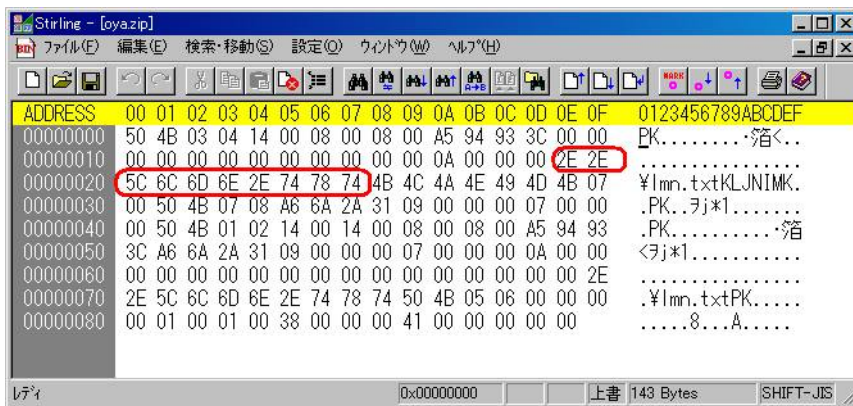 Stirling - [oya.zip]
ファイル(F) 編集(E) 検索・移動(S) 設定(O) ウィンドウ(W) ヘルプ(H)
ADDRESS 00 01 02 03 04 05 06 07 08 09 0A 0B 0C 0D 0E 0F 0123456789ABCDEF
00000000 50 4B 03 04 14 00 08 00 08 00 A5 94 93 3C 00 00 PK........・箔<..
00000010 00 00 00 00 00 00 00 00 00 00 0A 00 00 00 2E 2E ................
00000020 5C 6C 6D 6E 2E 74 78 74 4B 4C 4A 4E 49 4D 4B 07 ¥lmn.txtKLJNIMK.
00000030 00 50 4B 07 08 A6 6A 2A 31 09 00 00 00 07 00 00 .PK..ヲj*1.......
00000040 00 50 4B 01 02 14 00 14 00 08 00 08 00 A5 94 93 .PK..........・箔
00000050 3C A6 6A 2A 31 09 00 00 00 07 00 00 00 0A 00 00 <ヲj*1...........
00000060 00 00 00 00 00 00 00 00 00 00 00 00 00 00 00 2E ................
00000070 2E 5C 6C 6D 6E 2E 74 78 74 50 4B 05 06 00 00 00 .¥lmn.txtPK.....
00000080 00 01 00 01 00 38 00 00 00 41 00 00 00 00 00 .....8...A.....
レディ 0x00000000 上書 143 Bytes SHIFT-JIS